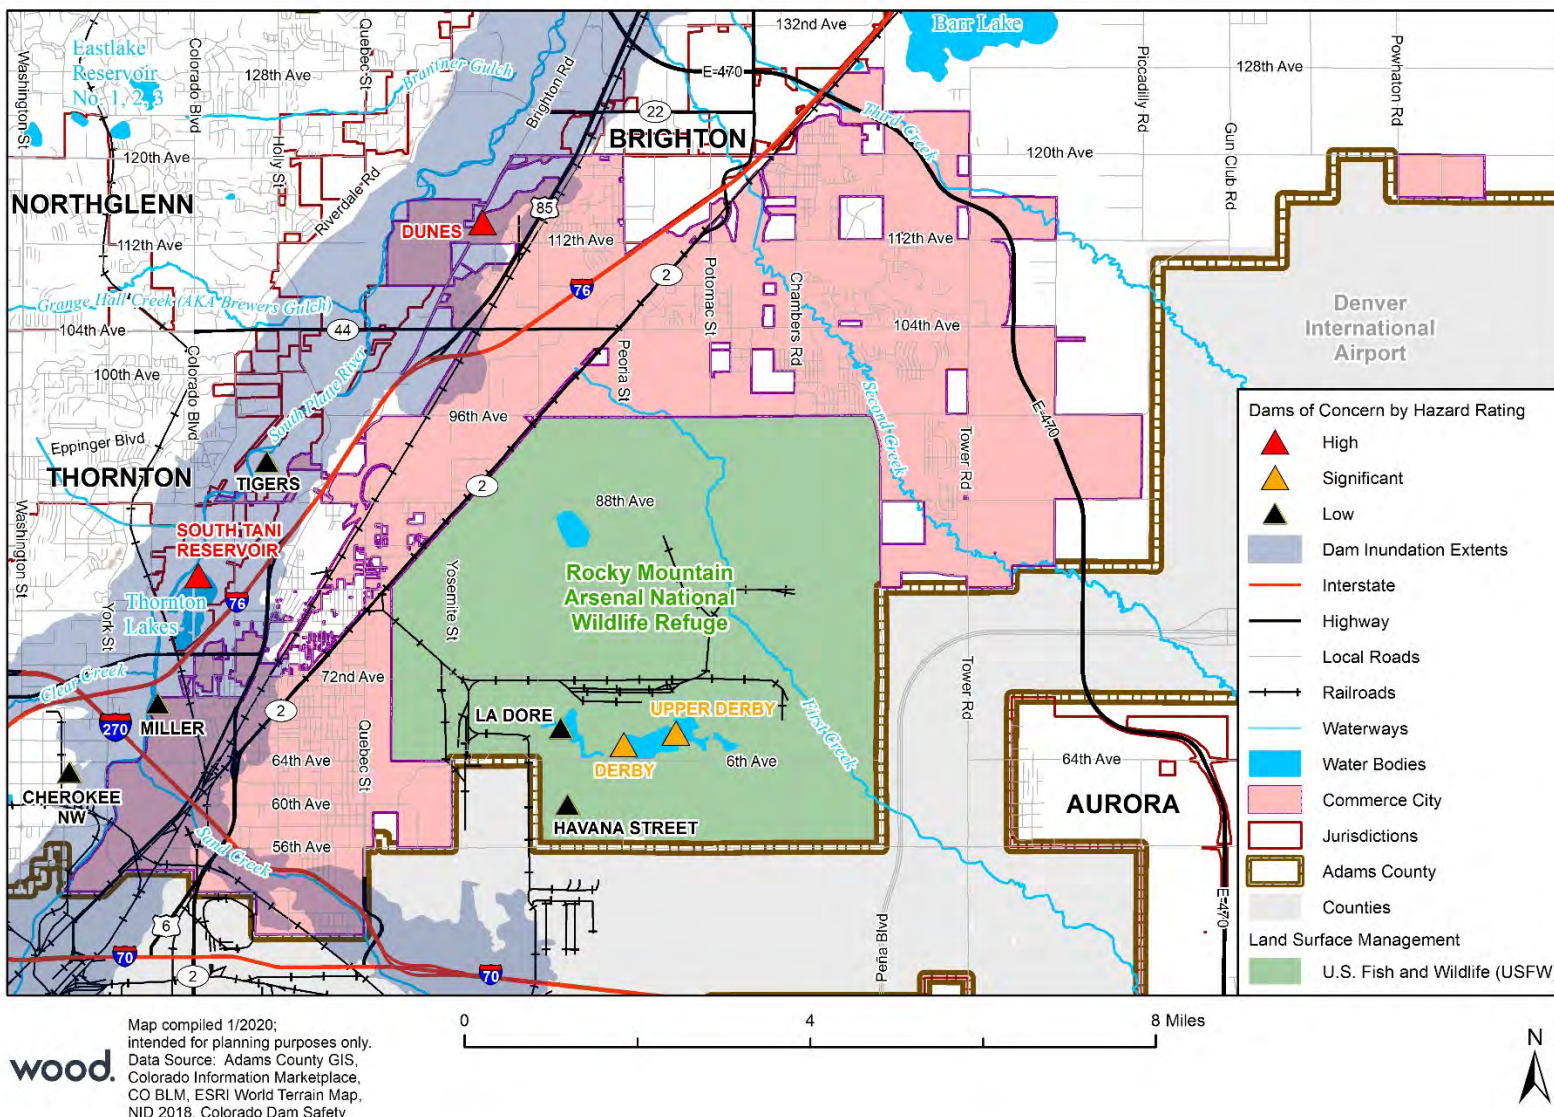 132nd Ave
Barr Lake
Eastlake
Reservoir
No. 1, 2, 3
Washington St
Colorado Blvd
Quebec St
128th Ave
Brantner Gulch
Brighton Rd
E-470
Piccadilly Rd
128th Ave
Powhaton Rd
22
BRIGHTON
Third Creek
120th Ave
Holly St
120th Ave
Gun Club Rd
NORTHGLENN
Riverdale Rd
85
DUNES
112th Ave
112th Ave
112th Ave
2
76
Potomac St
Chambers Rd
Grange Hall Creek (AKA Brewers Gulch)
104th Ave
44
104th Ave
Denver
International
Airport
Colorado Blvd
100th Ave
South Platte River
Peoria St
Second Creek
96th Ave
E-470
Tower Rd
Eppinger Blvd
THORNTON
TIGERS
2
88th Ave
Washington St
SOUTH TANI
RESERVOIR
Rocky Mountain
Arsenal National
Wildlife Refuge
Yosemite St
Thornton
Lakes
76
York St
72nd Ave
Clear Creek
Tower Rd
2
MILLER
270
Quebec St
LA DORE
UPPER DERBY
DERBY
6th Ave
First Creek
64th Ave
64th Ave
CHEROKEE
NW
60th Ave
HAVANA STREET
AURORA
Sand Creek
56th Ave
E-470
6
Peña Blvd
70
2
70
Dams of Concern by Hazard Rating
High
Significant
Low
Dam Inundation Extents
Interstate
Highway
Local Roads
Railroads
Waterways
Water Bodies
Commerce City
Jurisdictions
Adams County
Counties
Land Surface Management
U.S. Fish and Wildlife (USFW)
0 4 8 Miles
N
wood.
Map compiled 1/2020;
intended for planning purposes only.
Data Source: Adams County GIS,
Colorado Information Marketplace,
CO BLM, ESRI World Terrain Map,
NID 2018, Colorado Dam Safety